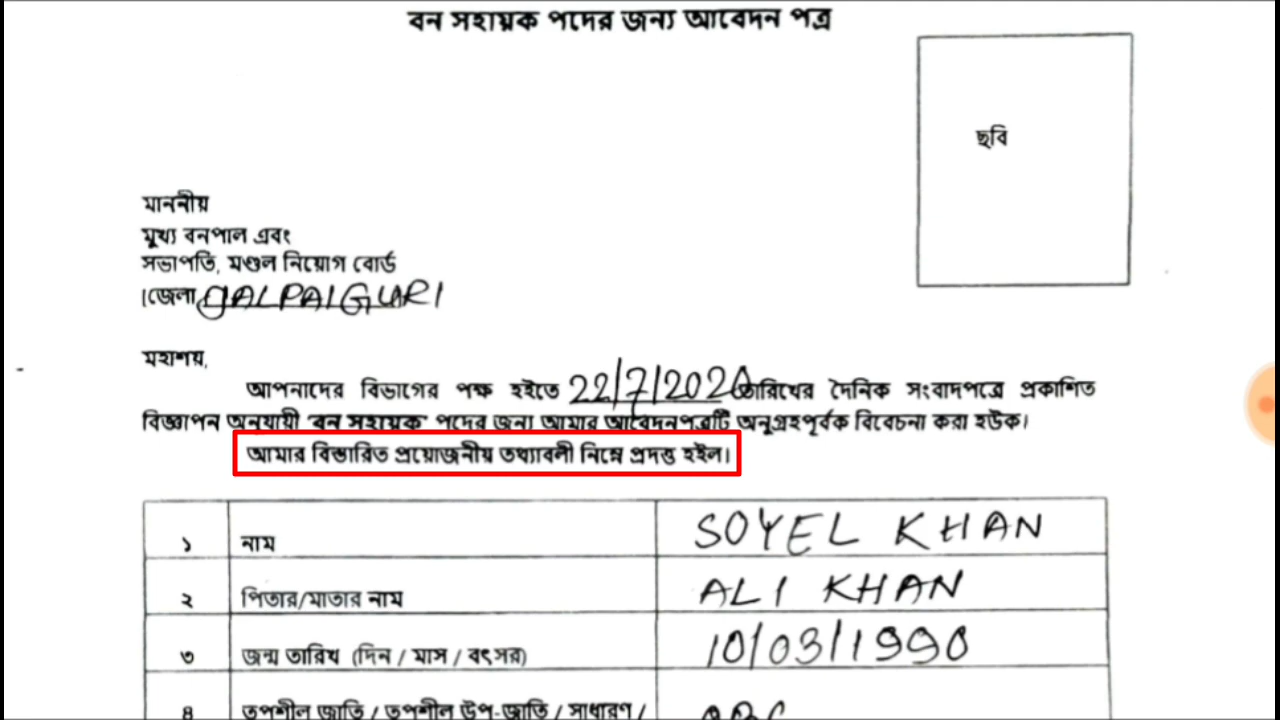 বন সহায়ক পদের জন্য আবেদন পত্র
ছবি
মাননীয়
মুখ্য বনপাল এবং
সভাপতি, মণ্ডল নিয়োগ বোর্ড
জেলা JALPAIGURI
মহাশয়,
আপনাদের বিভাগের পক্ষ হইতে 22/7/2020 তারিখের দৈনিক সংবাদপত্রে প্রকাশিত
বিজ্ঞাপন অনুযায়ী 'বন সহায়ক' পদের জন্য আমার আবেদনপত্রটি অনুগ্রহপূর্বক বিবেচনা করা হউক।
আমার বিস্তারিত প্রয়োজনীয় তথ্যাবলী নিম্নে প্রদত্ত হইল।
১ নাম SOYEL KHAN
২ পিতার/মাতার নাম ALI KHAN
৩ জন্ম তারিখ (দিন / মাস / বৎসর) 10/03/1990
৪ তপশীল জাতি / তপশীল উপ-জাতি / সাধারণ /